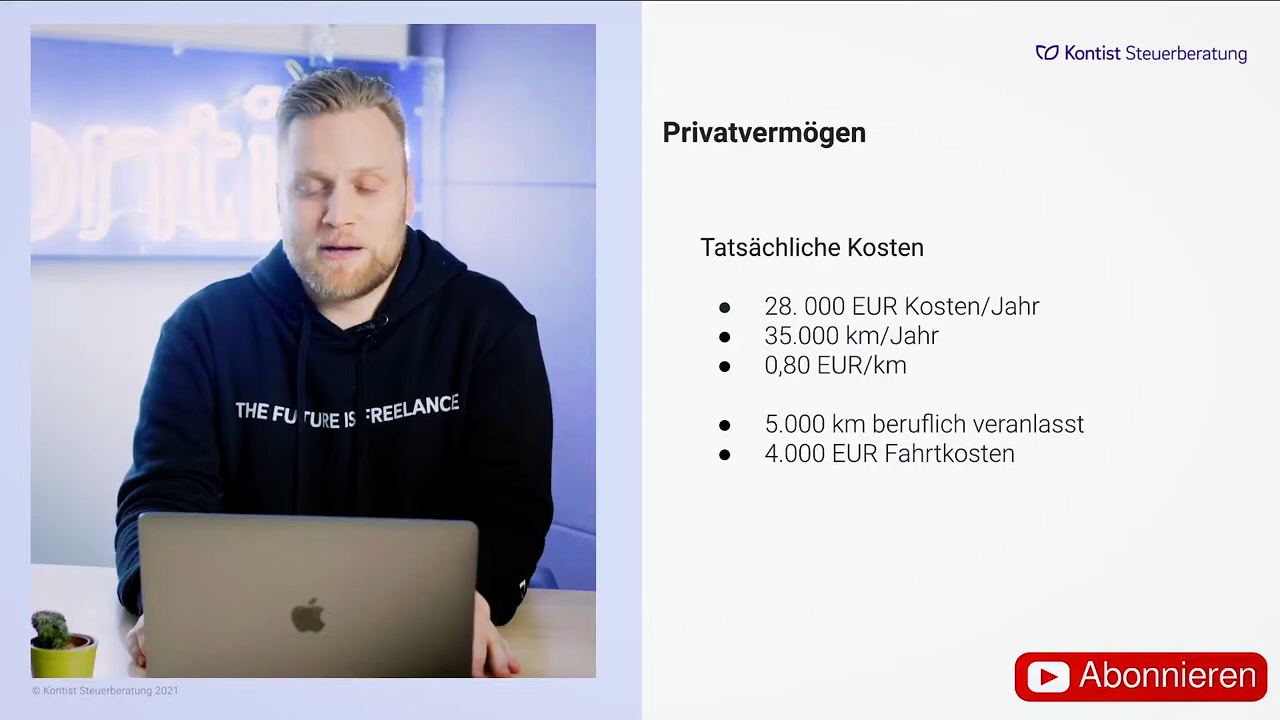 Kontist Steuerberatung
Privatvermögen
Tatsächliche Kosten
● 28. 000 EUR Kosten/Jahr
● 35.000 km/Jahr
● 0,80 EUR/km
● 5.000 km beruflich veranlasst
● 4.000 EUR Fahrtkosten
THE FUTURE IS FREELANCE
© Kontist Steuerberatung 2021
Abonnieren